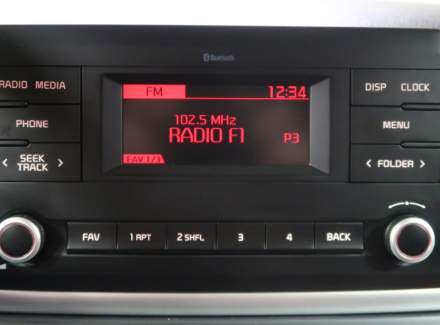 Bluetooth
RADIO MEDIA
FM 12:34
DISP CLOCK
102.5 MHz
PHONE
RADIO F1 P3
MENU
< SEEK TRACK >
FAV 1/1
< FOLDER >
FAV 1 RPT 2 SHFL 3 4 BACK